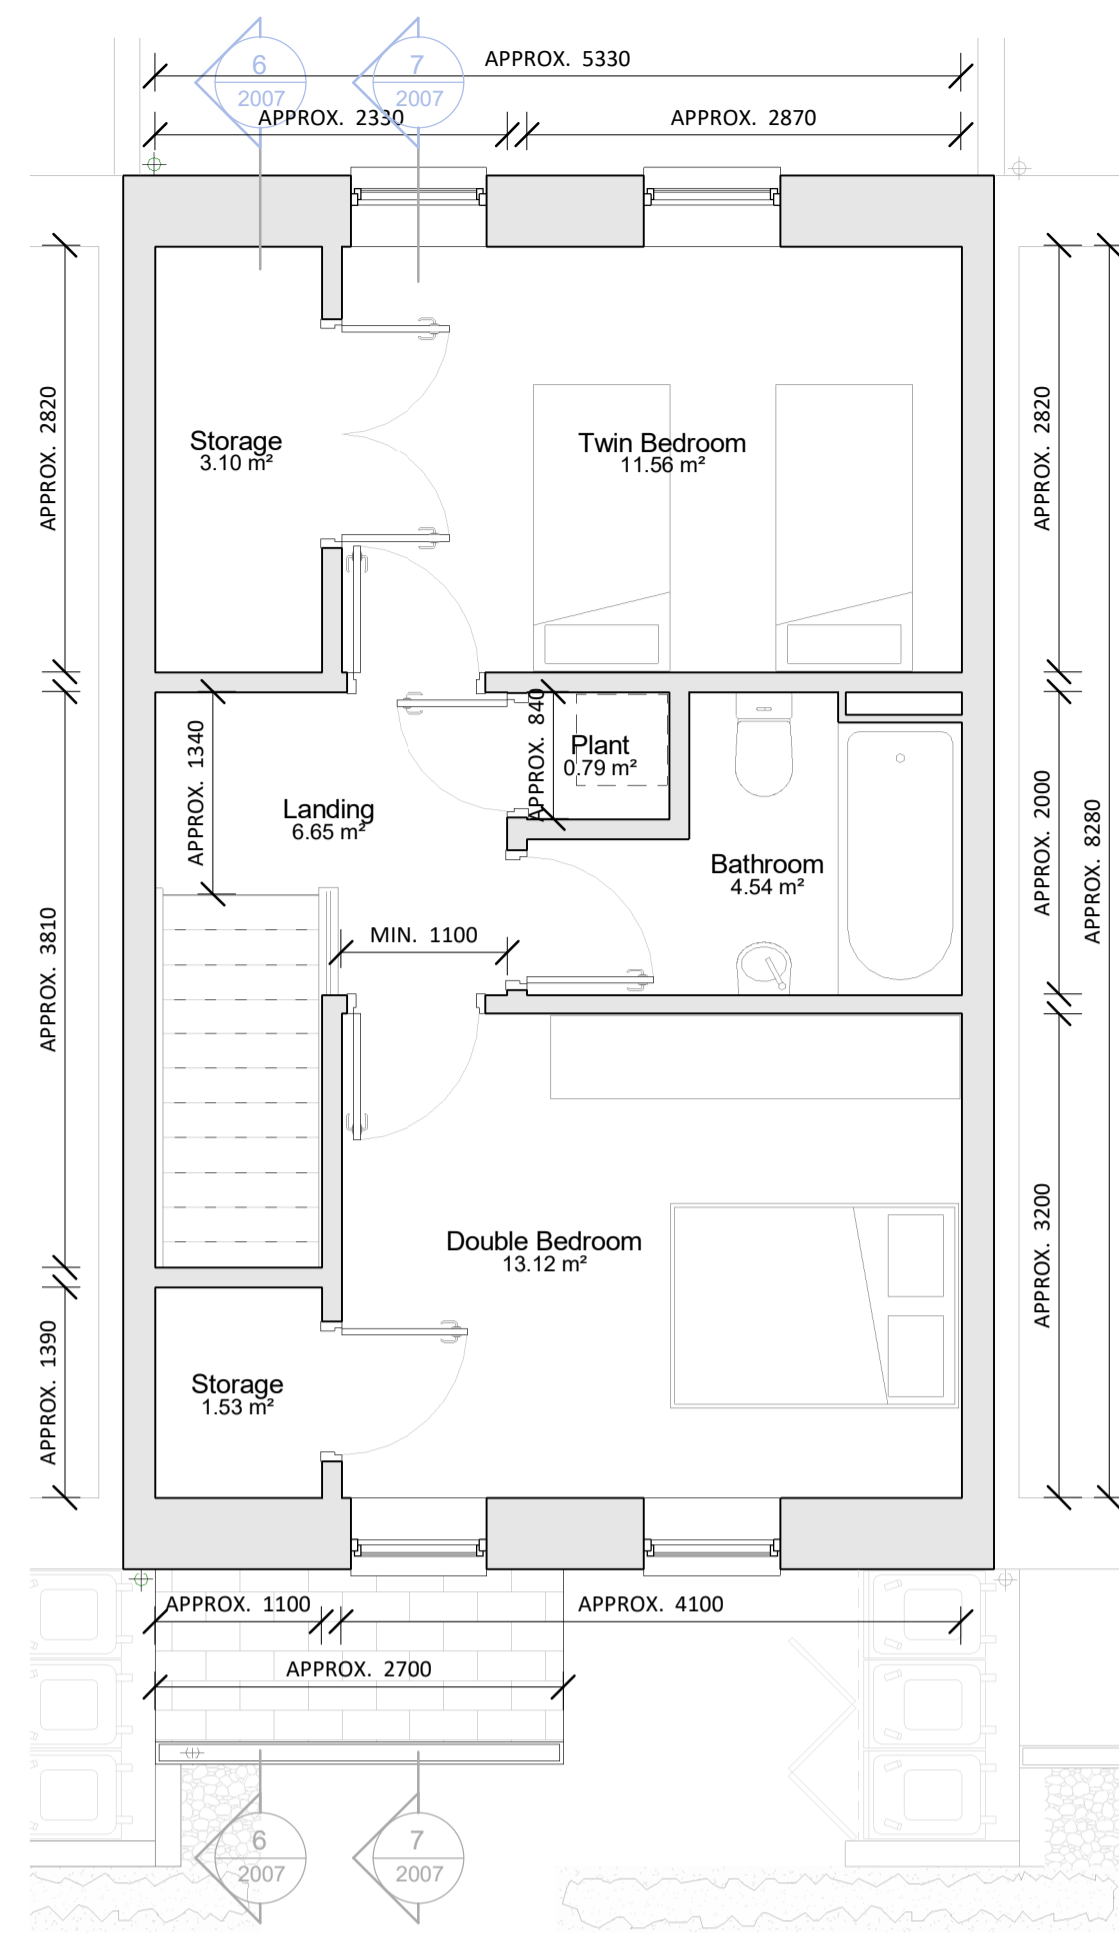 APPROX. 5330
6
2007
7
2007
APPROX. 2330
APPROX. 2870
APPROX. 2820
Storage
3.10 m²
Twin Bedroom
11.56 m²
APPROX. 2820
APPROX. 1340
APPROX. 840
Plant
0.79 m²
Landing
6.65 m²
Bathroom
4.54 m²
APPROX. 2000
APPROX. 8280
MIN. 1100
APPROX. 3810
Double Bedroom
13.12 m²
APPROX. 3200
APPROX. 1390
Storage
1.53 m²
APPROX. 1100
APPROX. 4100
APPROX. 2700
6
2007
7
2007